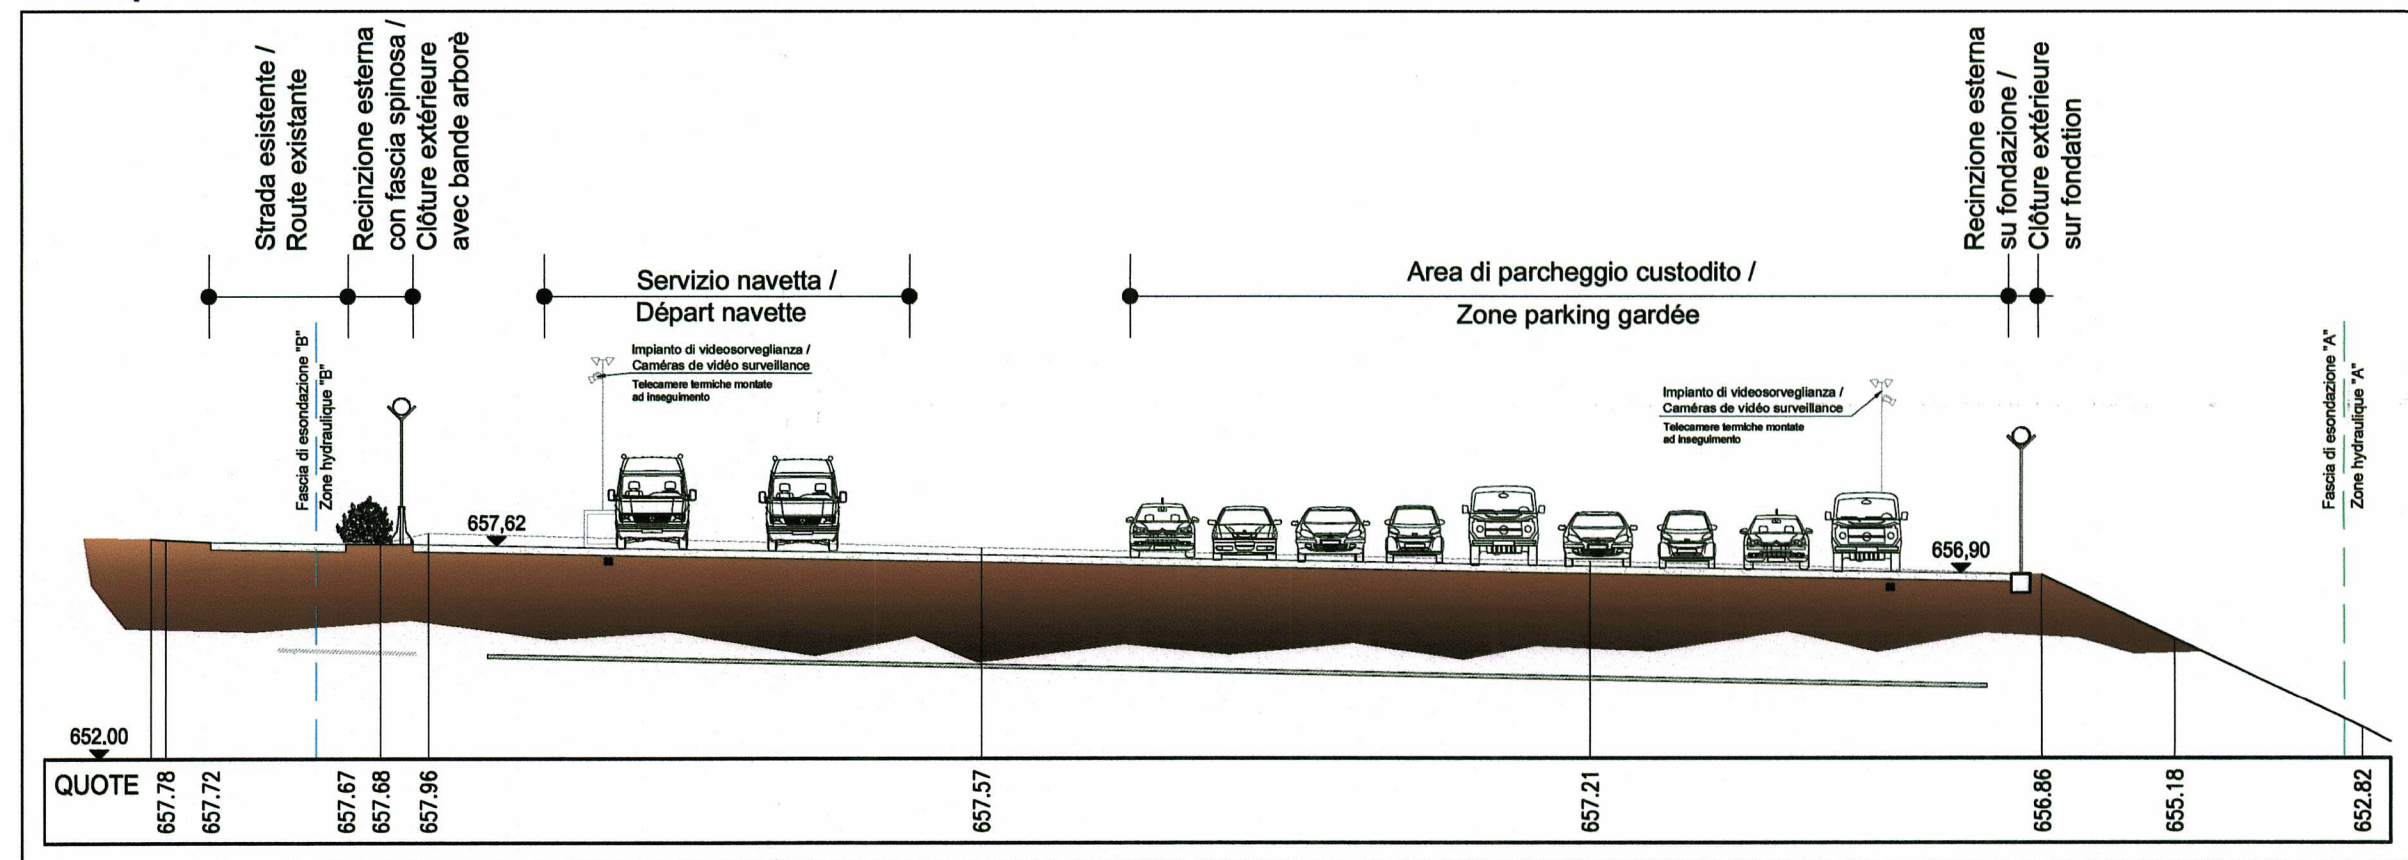 Strada esistente /
Route existante
Recinzione esterna
con fascia spinosa /
Clôture extérieure
avec bande arborè
Servizio navetta /
Départ navette
Area di parcheggio custodito /
Zone parking gardée
Recinzione esterna
su fondazione /
Clôture extérieure
sur fondation
Fascia di esondazione "B"
Zone hydraulique "B"
Impianto di videosorveglianza /
Caméras de vidéo surveillance
Telecamere termiche montate
ad inseguimento
Impianto di videosorveglianza /
Caméras de vidéo surveillance
Telecamere termiche montate
ad inseguimento
Fascia di esondazione "A"
Zone hydraulique "A"
657,62
656,90
652.00
QUOTE
657.78
657.72
657.67
657.68
657.96
657.57
657.21
656.86
655.18
652.82